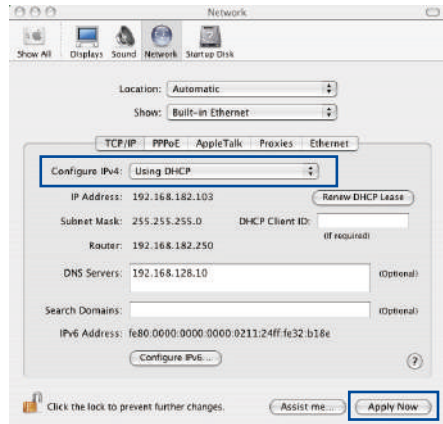 Network
Show All Displays Sound Network Startup Disk
Location: Automatic
Show: Built-in Ethernet
TCP/IP PPPoE AppleTalk Proxies Ethernet
Configure IPv4: Using DHCP
IP Address: 192.168.182.103 Renew DHCP Lease
Subnet Mask: 255.255.255.0 DHCP Client ID:
(If required)
Router: 192.168.182.250
DNS Servers: 192.168.128.10 (Optional)
Search Domains: (Optional)
IPv6 Address: fe80:0000:0000:0000:0211:24ff:fe32:b18e
Configure IPv6...
?
Click the lock to prevent further changes. Assist me... Apply Now